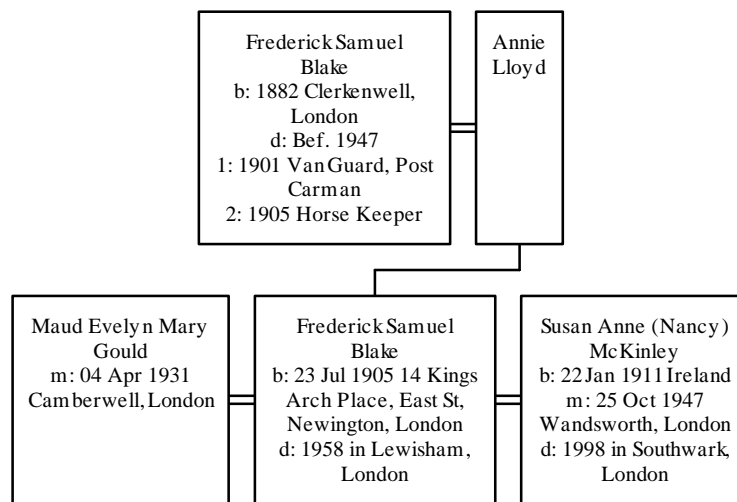 Frederick Samuel
Blake
b: 1882 Clerkenwell,
London
d: Bef. 1947
1: 1901 Van Guard, Post
Carman
2: 1905 Horse Keeper
Annie
Lloyd
Maud Evelyn Mary
Gould
m: 04 Apr 1931
Camberwell, London
Frederick Samuel
Blake
b: 23 Jul 1905 14 Kings
Arch Place, East St,
Newington, London
d: 1958 in Lewisham,
London
Susan Anne (Nancy)
McKinley
b: 22 Jan 1911 Ireland
m: 25 Oct 1947
Wandsworth, London
d: 1998 in Southwark,
London